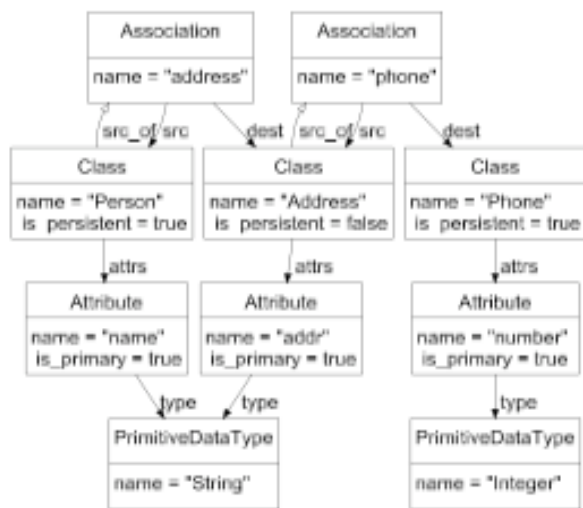 Association
name = "address"
Association
name = "phone"
src_of
src
dest
src_of
src
dest
Class
name = "Person"
is_persistent = true
Class
name = "Address"
is_persistent = false
Class
name = "Phone"
is_persistent = true
attrs
attrs
attrs
Attribute
name = "name"
is_primary = true
Attribute
name = "addr"
is_primary = true
Attribute
name = "number"
is_primary = true
type
type
type
PrimitiveDataType
name = "String"
PrimitiveDataType
name = "Integer"